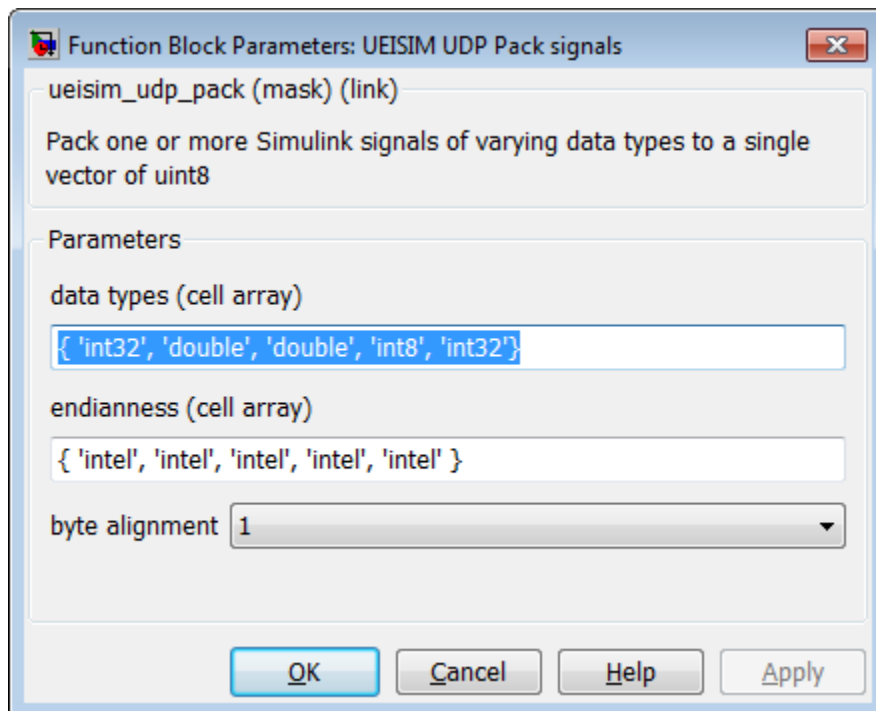 Function Block Parameters: UEISIM UDP Pack signals
ueisim_udp_pack (mask) (link)
Pack one or more Simulink signals of varying data types to a single
vector of uint8
Parameters
data types (cell array)
{ 'int32', 'double', 'double', 'int8', 'int32'}
endianness (cell array)
{ 'intel', 'intel', 'intel', 'intel', 'intel' }
byte alignment 1
OK Cancel Help Apply